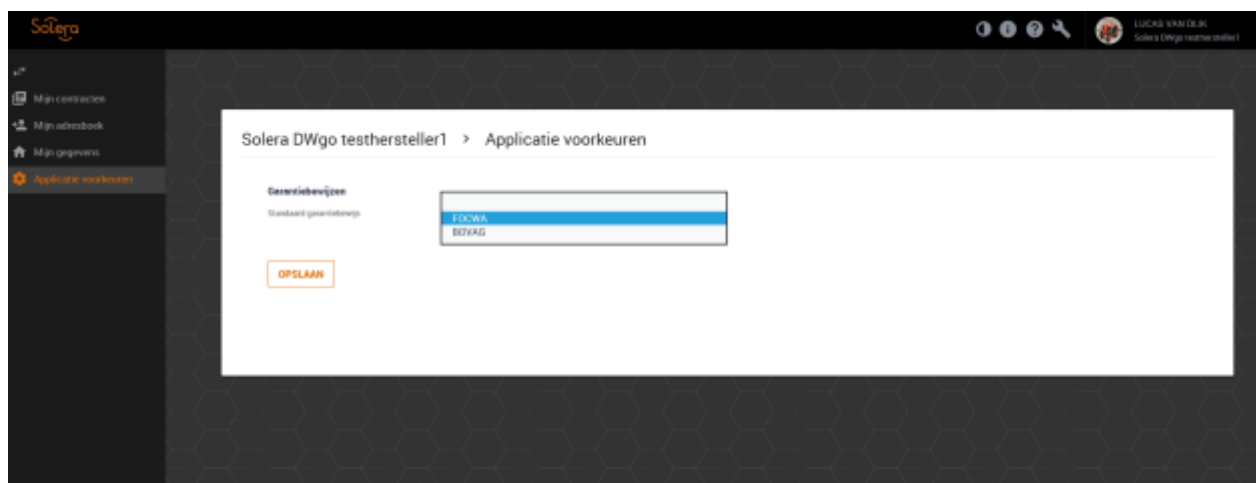 Solera
LUCAS VAN DIJK
Solera DWgo testhersteller1
Mijn contracten
Mijn adresboek
Mijn gegevens
Applicatie voorkeuren
Solera DWgo testhersteller1 > Applicatie voorkeuren
Garantiebewijzen
Standaard garantiebewijs
FOCWA
BOVAG
OPSLAAN